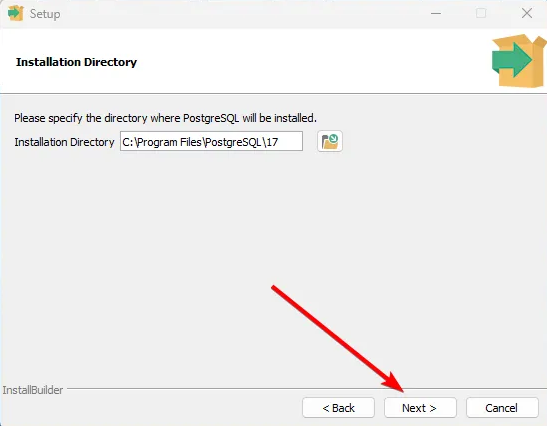 Setup
Installation Directory
Please specify the directory where PostgreSQL will be installed.
Installation Directory C:\Program Files\PostgreSQL\17
InstallBuilder
< Back Next > Cancel